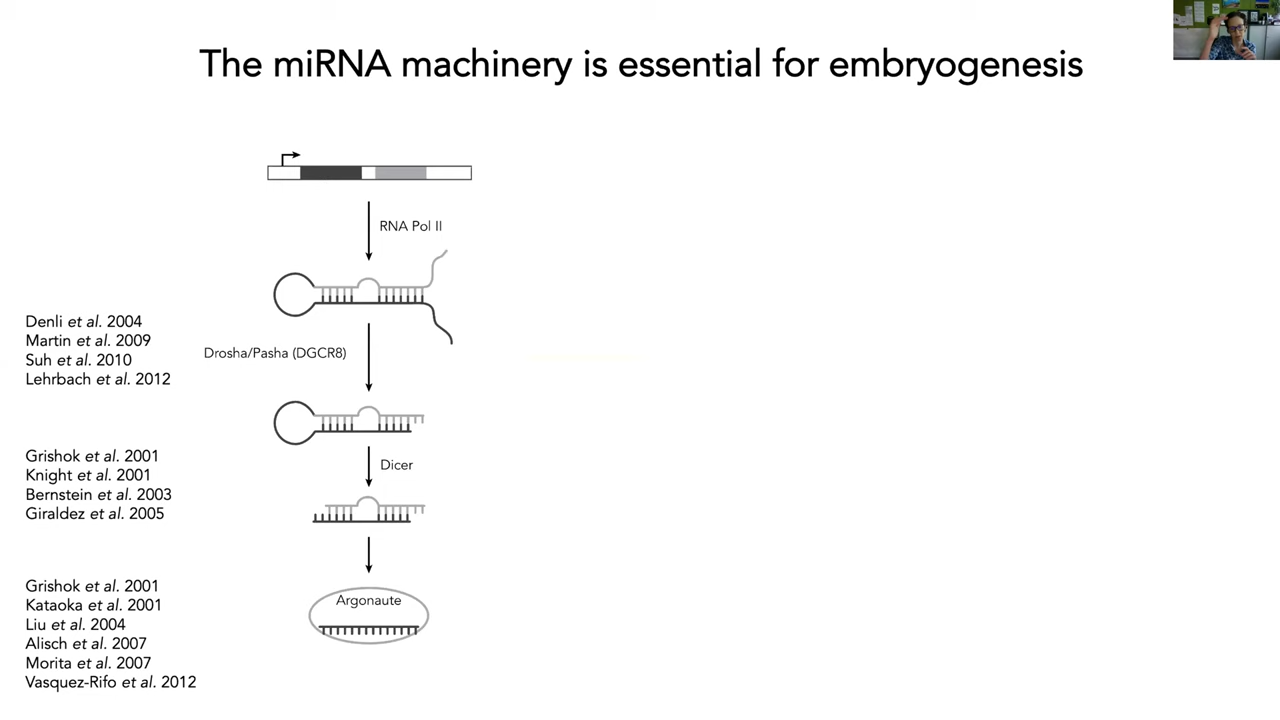 The miRNA machinery is essential for embryogenesis
RNA Pol II
Denli et al. 2004
Martin et al. 2009
Suh et al. 2010
Lehrbach et al. 2012
Drosha/Pasha (DGCR8)
Grishok et al. 2001
Knight et al. 2001
Bernstein et al. 2003
Giraldez et al. 2005
Dicer
Grishok et al. 2001
Kataoka et al. 2001
Liu et al. 2004
Alisch et al. 2007
Morita et al. 2007
Vasquez-Rifo et al. 2012
Argonaute